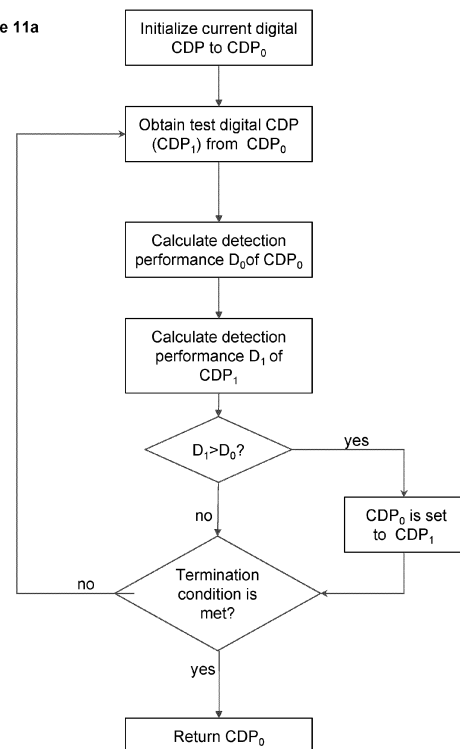 e 11a
Initialize current digital
CDP to CDP₀
Obtain test digital CDP
(CDP₁) from CDP₀
Calculate detection
performance D₀of CDP₀
Calculate detection
performance D₁ of
CDP₁
D₁>D₀?
yes
CDP₀ is set
to CDP₁
no
Termination
condition is
met?
no
yes
Return CDP₀